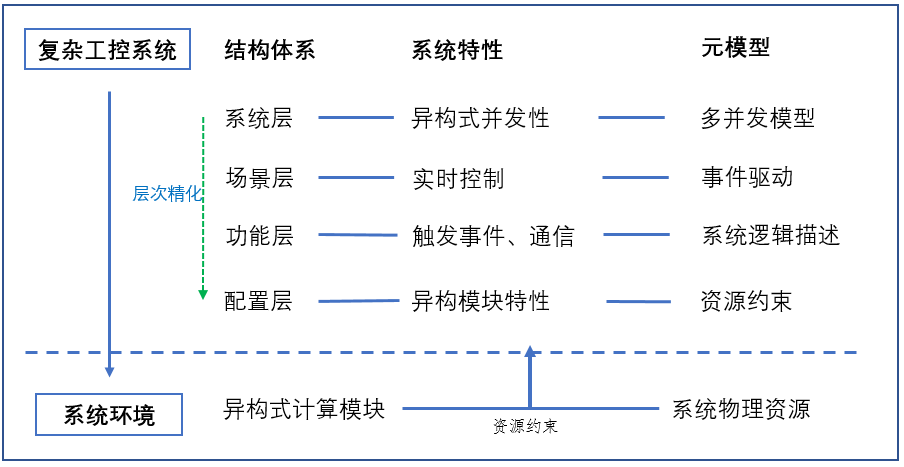 复杂工控系统 结构体系 系统特性 元模型
系统层 异构式并发性 多并发模型
场景层 实时控制 事件驱动
层次精化
功能层 触发事件、通信 系统逻辑描述
配置层 异构模块特性 资源约束
系统环境 异构式计算模块 系统物理资源
资源约束